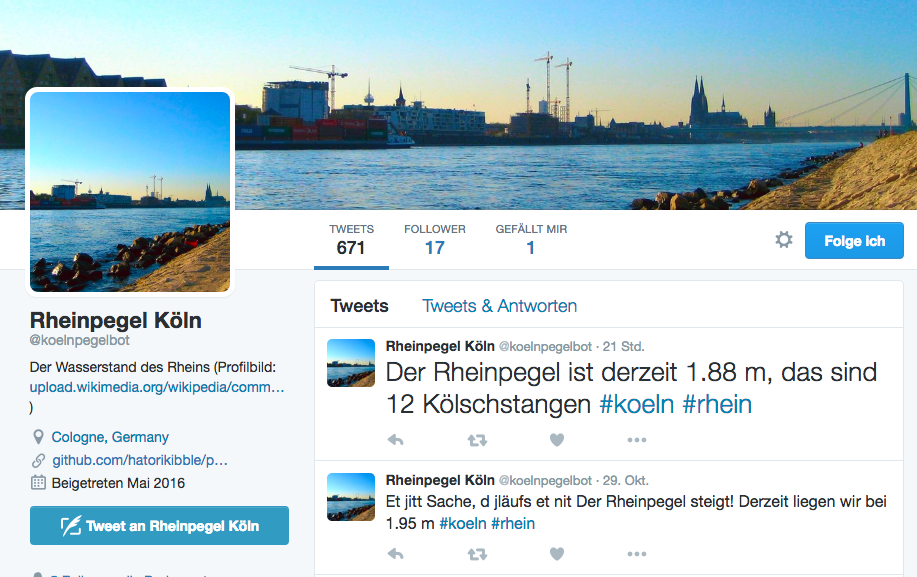 TWEETS
671
FOLLOWER
17
GEFÄLLT MIR
1
Folge ich
Rheinpegel Köln
@koelnpegelbot
Der Wasserstand des Rheins (Profilbild:
upload.wikimedia.org/wikipedia/comm…
)
Cologne, Germany
github.com/hatorikibble/p…
Beigetreten Mai 2016
Tweet an Rheinpegel Köln
Tweets
Tweets & Antworten
Rheinpegel Köln @koelnpegelbot · 21 Std.
Der Rheinpegel ist derzeit 1.88 m, das sind
12 Kölschstangen #koeln #rhein
Rheinpegel Köln @koelnpegelbot · 29. Okt.
Et jitt Sache, d jläufs et nit Der Rheinpegel steigt! Derzeit liegen wir bei
1.95 m #koeln #rhein